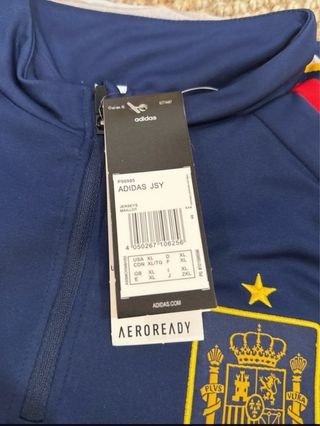 adidas
P95985
ADIDAS JSY
JERSEYS
MAILLOT
4 050267 106256
USA XL D XL
CDN XL/TG F XL
GB XL I XL
E XL J 2XL
ADIDAS.COM
AEROREADY
PLVS VLTRA